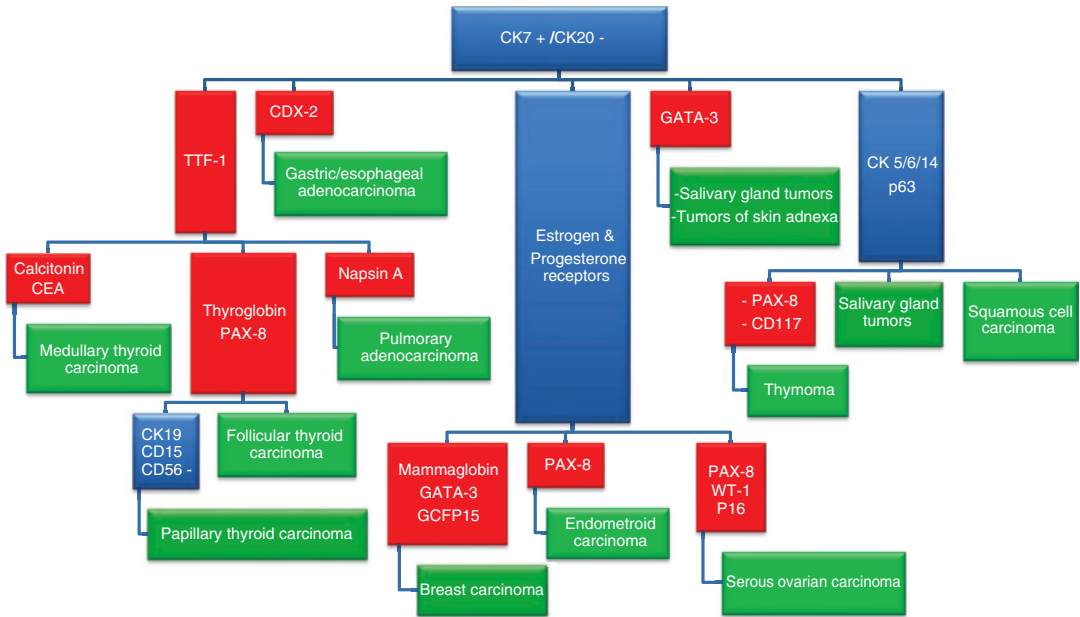 CK7 + /CK20 -
TTF-1
CDX-2
Gastric/esophageal
adenocarcinoma
Estrogen &
Progesterone
receptors
GATA-3
-Salivary gland tumors
-Tumors of skin adnexa
CK 5/6/14
p63
Calcitonin
CEA
Medullary thyroid
carcinoma
Thyroglobin
PAX-8
Napsin A
Pulmorary
adenocarcinoma
- PAX-8
- CD117
Thymoma
Salivary gland
tumors
Squamous cell
carcinoma
CK19
CD15
CD56 -
Follicular thyroid
carcinoma
Papillary thyroid carcinoma
Mammaglobin
GATA-3
GCFP15
Breast carcinoma
PAX-8
Endometroid
carcinoma
PAX-8
WT-1
P16
Serous ovarian carcinoma